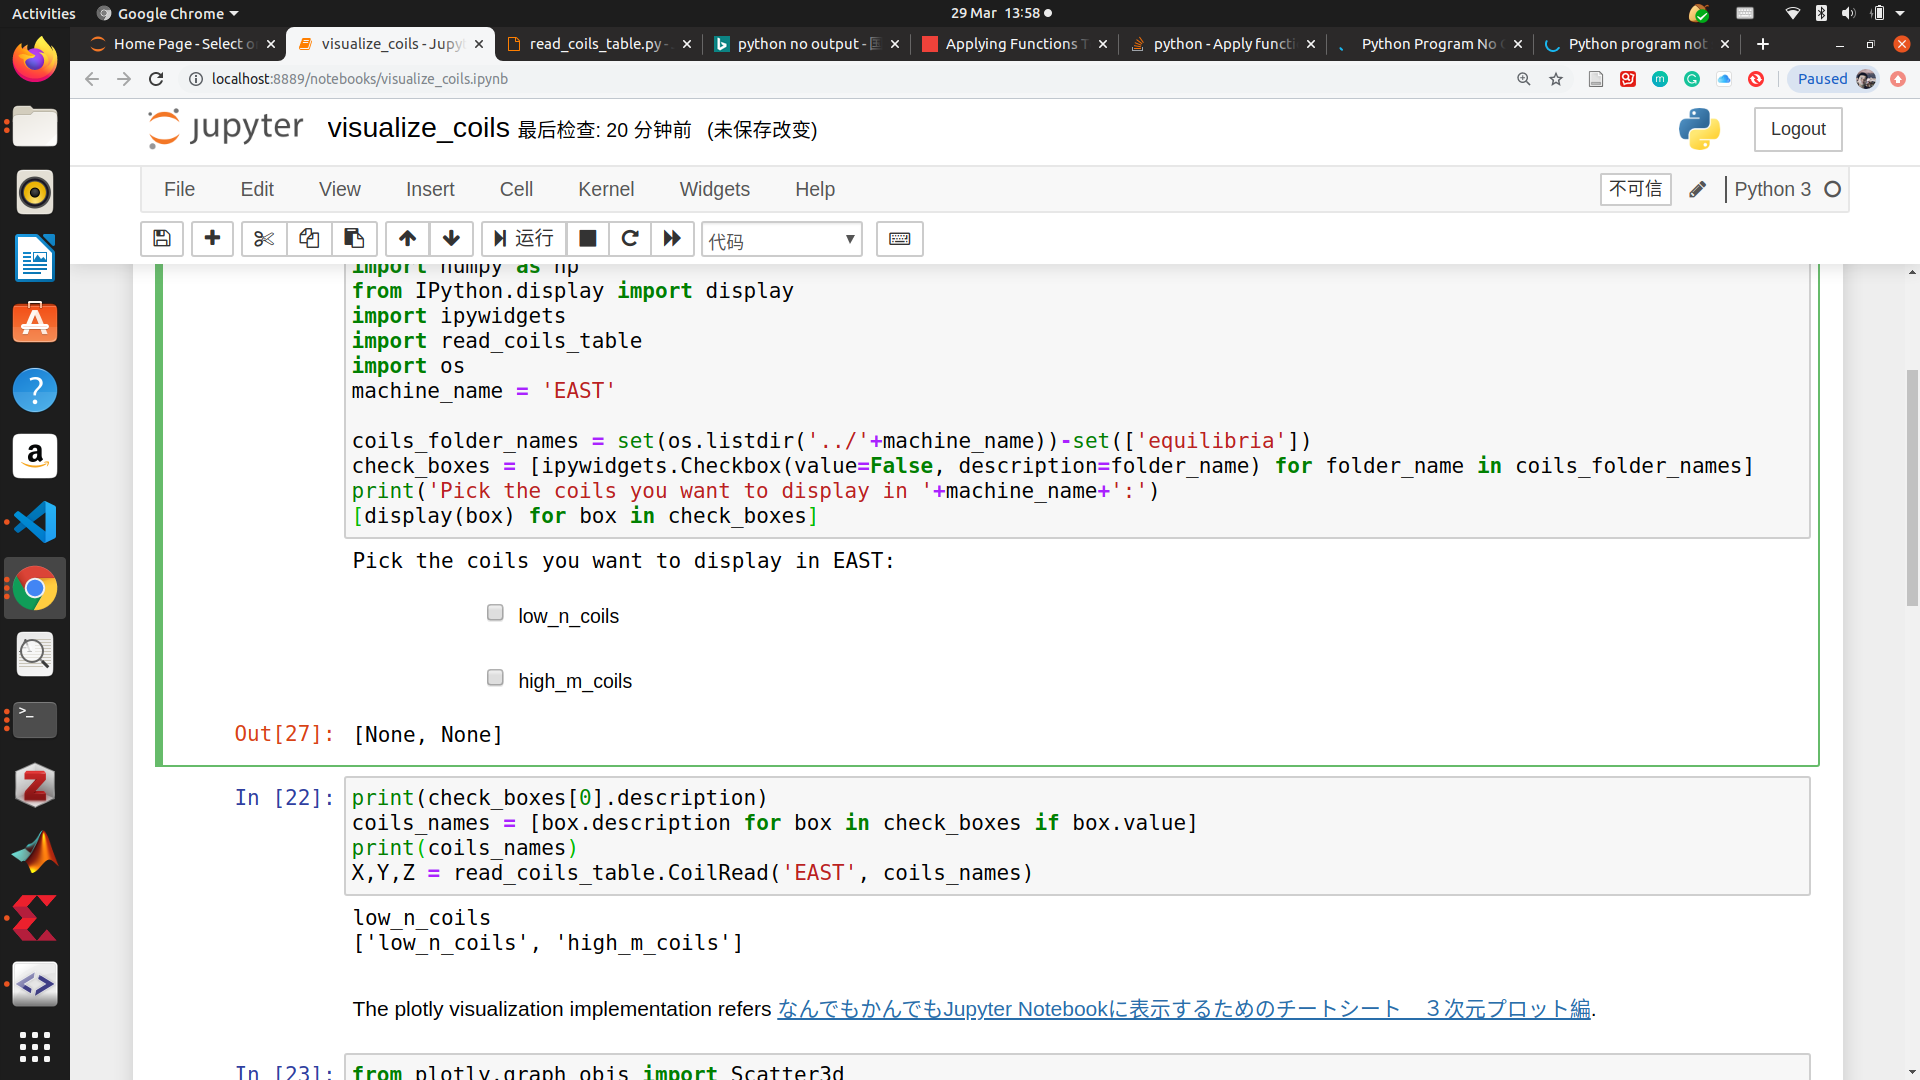 Activities Google Chrome 29 Mar 13:58
Home Page - Select o visualize_coils - Jupyt read_coils_table.py - python no output - Applying Functions T python - Apply functi Python Program No Python program not
localhost:8889/notebooks/visualize_coils.ipynb Paused
jupyter visualize_coils 最后检查: 20 分钟前 (未保存改变) Logout
File Edit View Insert Cell Kernel Widgets Help 不可信 Python 3
运行 代码
import numpy as np
from IPython.display import display
import ipywidgets
import read_coils_table
import os
machine_name = 'EAST'
coils_folder_names = set(os.listdir('../'+machine_name))-set(['equilibria'])
check_boxes = [ipywidgets.Checkbox(value=False, description=folder_name) for folder_name in coils_folder_names]
print('Pick the coils you want to display in '+machine_name+':')
[display(box) for box in check_boxes]
Pick the coils you want to display in EAST:
low_n_coils
high_m_coils
Out[27]: [None, None]
In [22]: print(check_boxes[0].description)
coils_names = [box.description for box in check_boxes if box.value]
print(coils_names)
X,Y,Z = read_coils_table.CoilRead('EAST', coils_names)
low_n_coils
['low_n_coils', 'high_m_coils']
The plotly visualization implementation refers なんでもかんでもJupyter Notebookに表示するためのチートシート　３次元プロット編.
In [23]: from plotly.graph_objs import Scatter3d